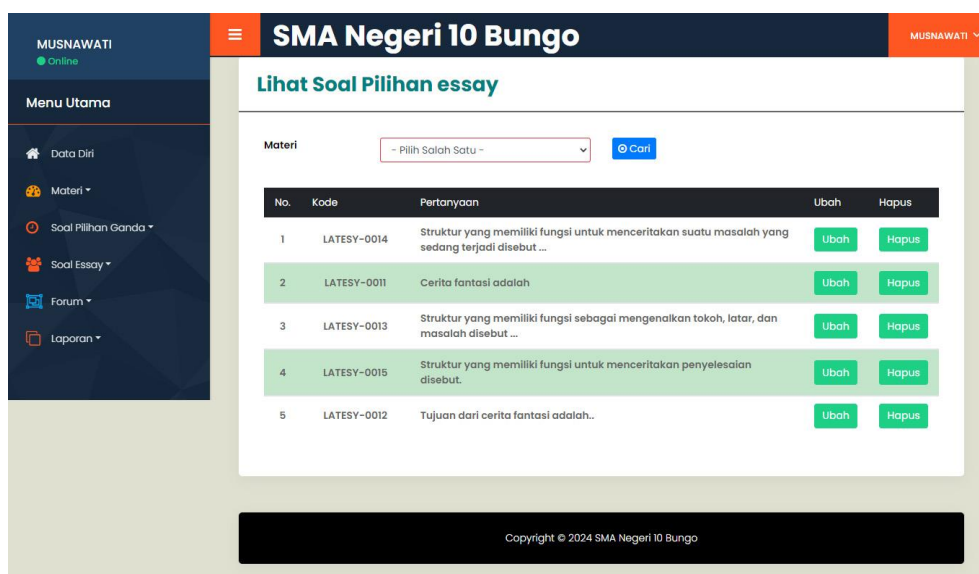 MUSNAWATI
Online
Menu Utama
Data Diri
Materi
Soal Pilihan Ganda
Soal Essay
Forum
Laporan
SMA Negeri 10 Bungo
MUSNAWATI
Lihat Soal Pilihan essay
Materi
- Pilih Salah Satu -
Cari
No. Kode Pertanyaan Ubah Hapus
1 LATESY-0014 Struktur yang memiliki fungsi untuk menceritakan suatu masalah yang
sedang terjadi disebut ... Ubah Hapus
2 LATESY-0011 Cerita fantasi adalah Ubah Hapus
3 LATESY-0013 Struktur yang memiliki fungsi sebagai mengenalkan tokoh, latar, dan
masalah disebut ... Ubah Hapus
4 LATESY-0015 Struktur yang memiliki fungsi untuk menceritakan penyelesaian
disebut. Ubah Hapus
5 LATESY-0012 Tujuan dari cerita fantasi adalah.. Ubah Hapus
Copyright © 2024 SMA Negeri 10 Bungo